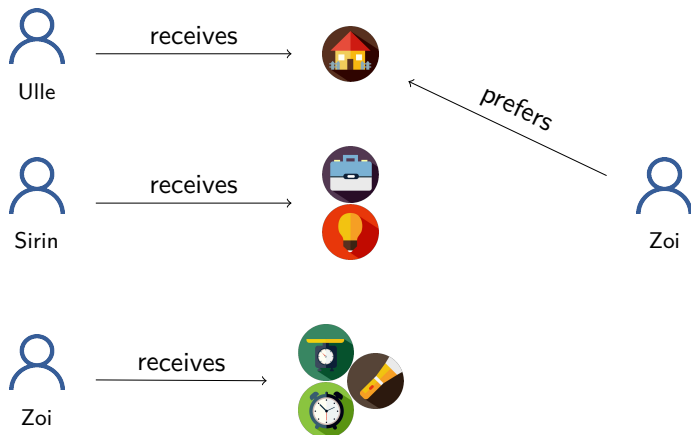 receives
Ulle
prefers
receives
Sirin
Zoi
receives
Zoi